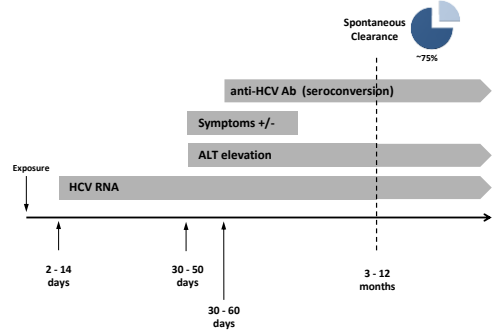 Spontaneous
Clearance
~75%
anti-HCV Ab (seroconversion)
Symptoms +/-
ALT elevation
Exposure
HCV RNA
2 - 14
days
30 - 50
days
30 - 60
days
3 - 12
months